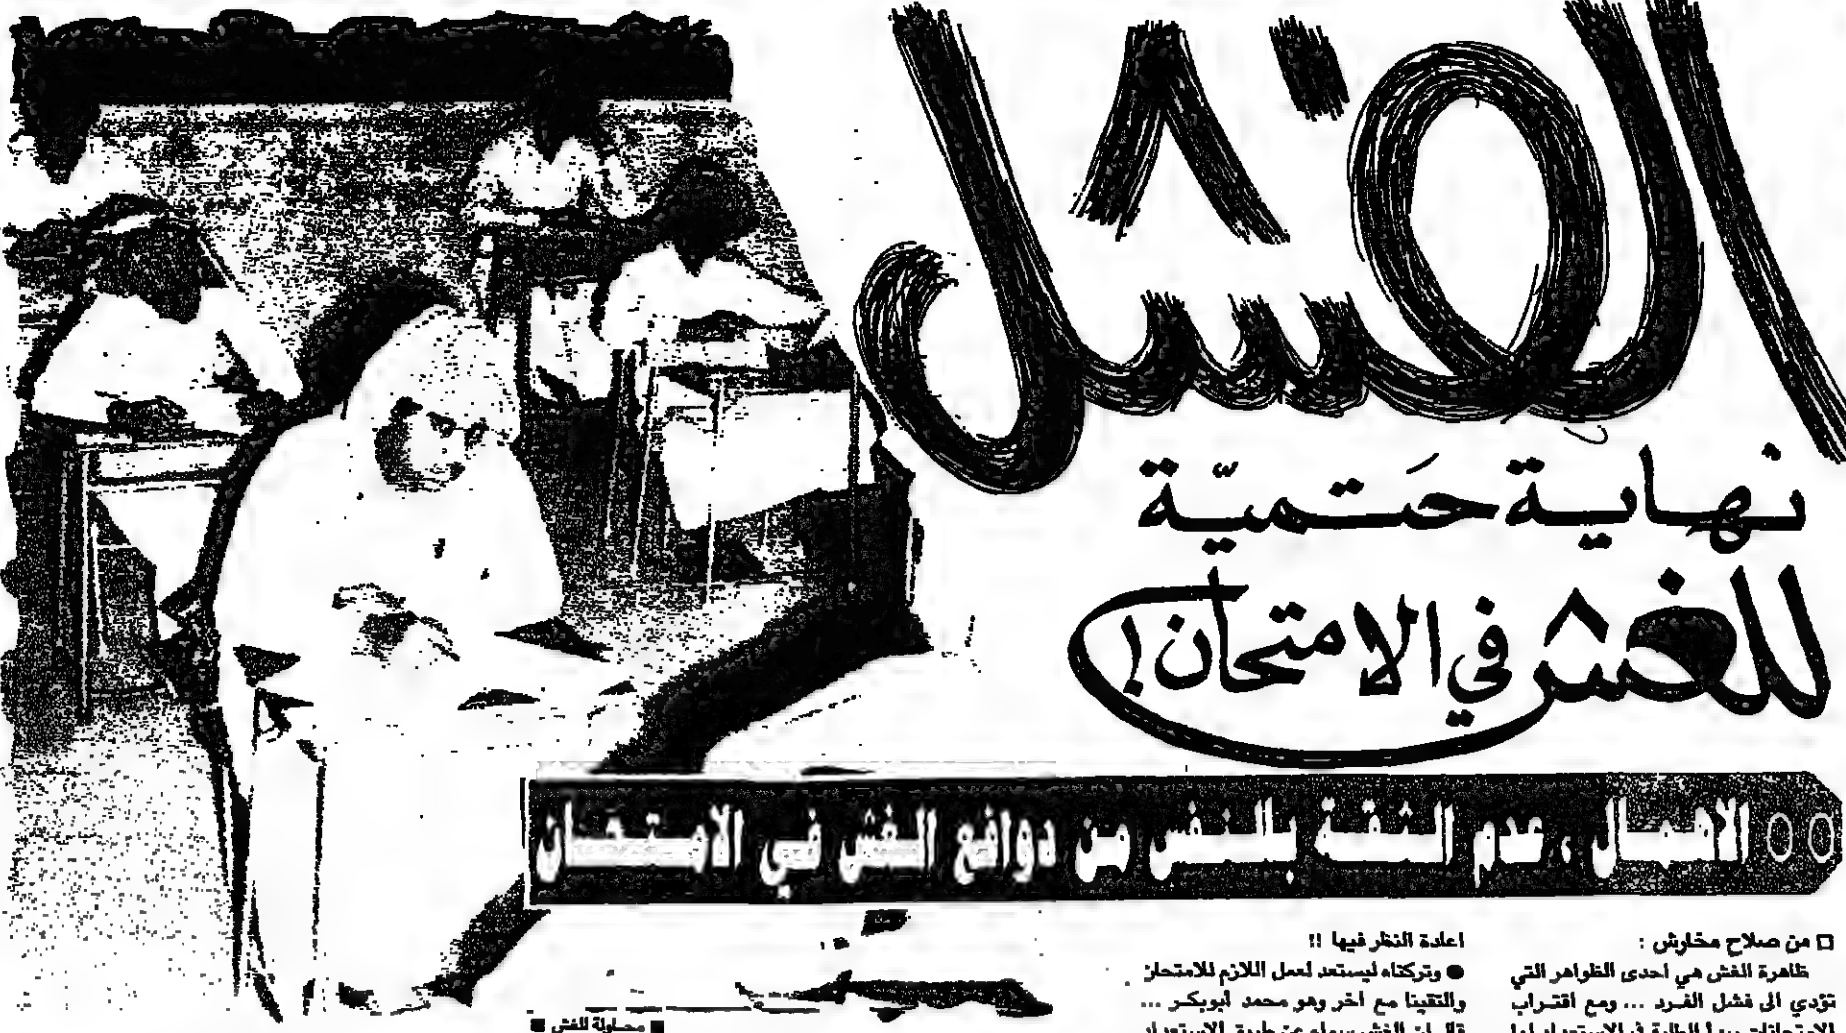 الفشل
نهاية حَتمية
للغش في الامتحان!
○○ الاهمال ، عدم الثقة بالنفس من دوافع الغش في الامتحان
□ من صلاح مخارش :
ظاهرة الغش هي احدى الظواهر التي
تؤدي الى فشل الفرد ... ومع اقتراب
اعادة النظر فيها !!
● وتركناه ليستعد لعمل اللازم للامتحان
والتقينا مع اخر وهو محمد ابوبكر ...
■ محاولة للغش ■